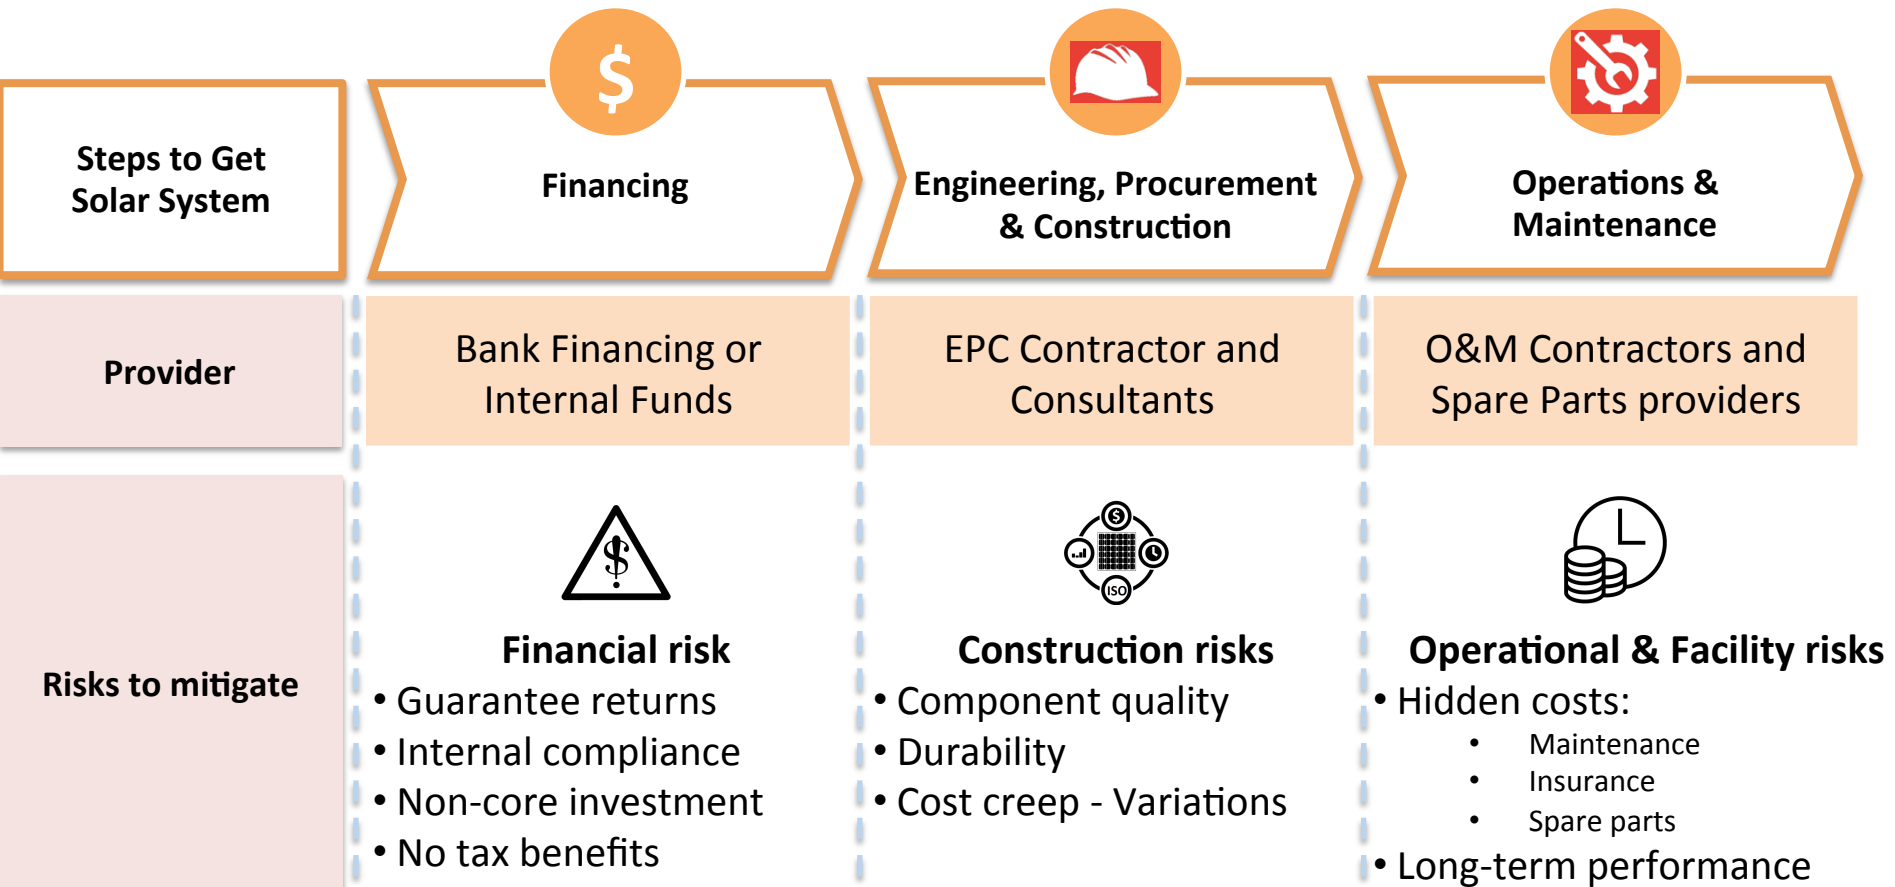 $
Steps to Get
Solar System
Financing
Engineering, Procurement
& Construction
Operations &
Maintenance
Provider
Bank Financing or
Internal Funds
EPC Contractor and
Consultants
O&M Contractors and
Spare Parts providers
Risks to mitigate
$
Financial risk
• Guarantee returns
• Internal compliance
• Non-core investment
• No tax benefits
$
ISO
Construction risks
• Component quality
• Durability
• Cost creep - Variations
Operational & Facility risks
• Hidden costs:
• Maintenance
• Insurance
• Spare parts
• Long-term performance